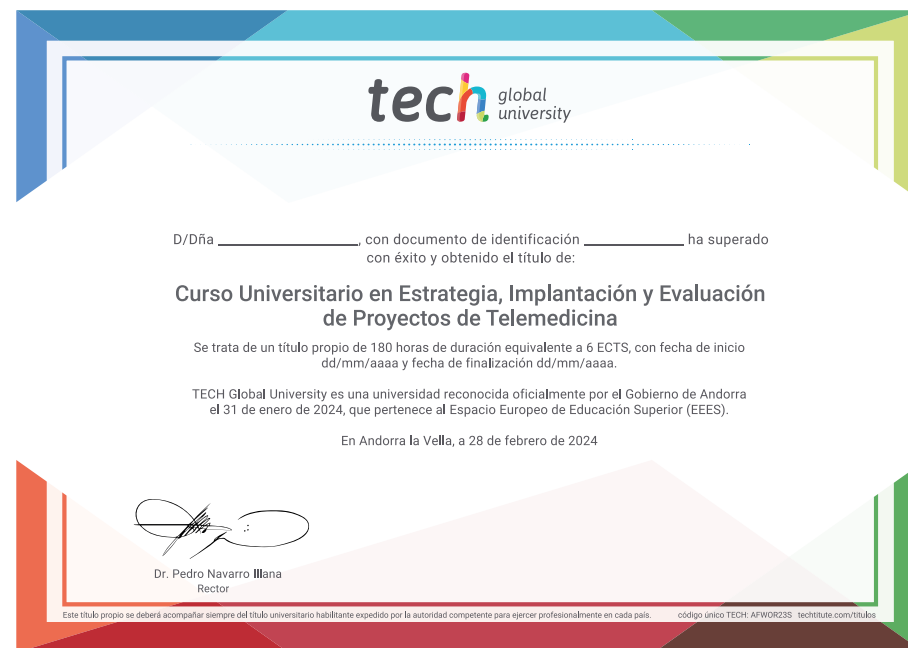 tech global university
D/Dña ______________, con documento de identificación __________ ha superado
con éxito y obtenido el título de:
Curso Universitario en Estrategia, Implantación y Evaluación
de Proyectos de Telemedicina
Se trata de un título propio de 180 horas de duración equivalente a 6 ECTS, con fecha de inicio
dd/mm/aaaa y fecha de finalización dd/mm/aaaa.
TECH Global University es una universidad reconocida oficialmente por el Gobierno de Andorra
el 31 de enero de 2024, que pertenece al Espacio Europeo de Educación Superior (EEES).
En Andorra la Vella, a 28 de febrero de 2024
Dr. Pedro Navarro Illana
Rector
Este título propio se deberá acompañar siempre del título universitario habilitante expedido por la autoridad competente para ejercer profesionalmente en cada país. código único TECH: AFWOR23S techtitute.com/titulos